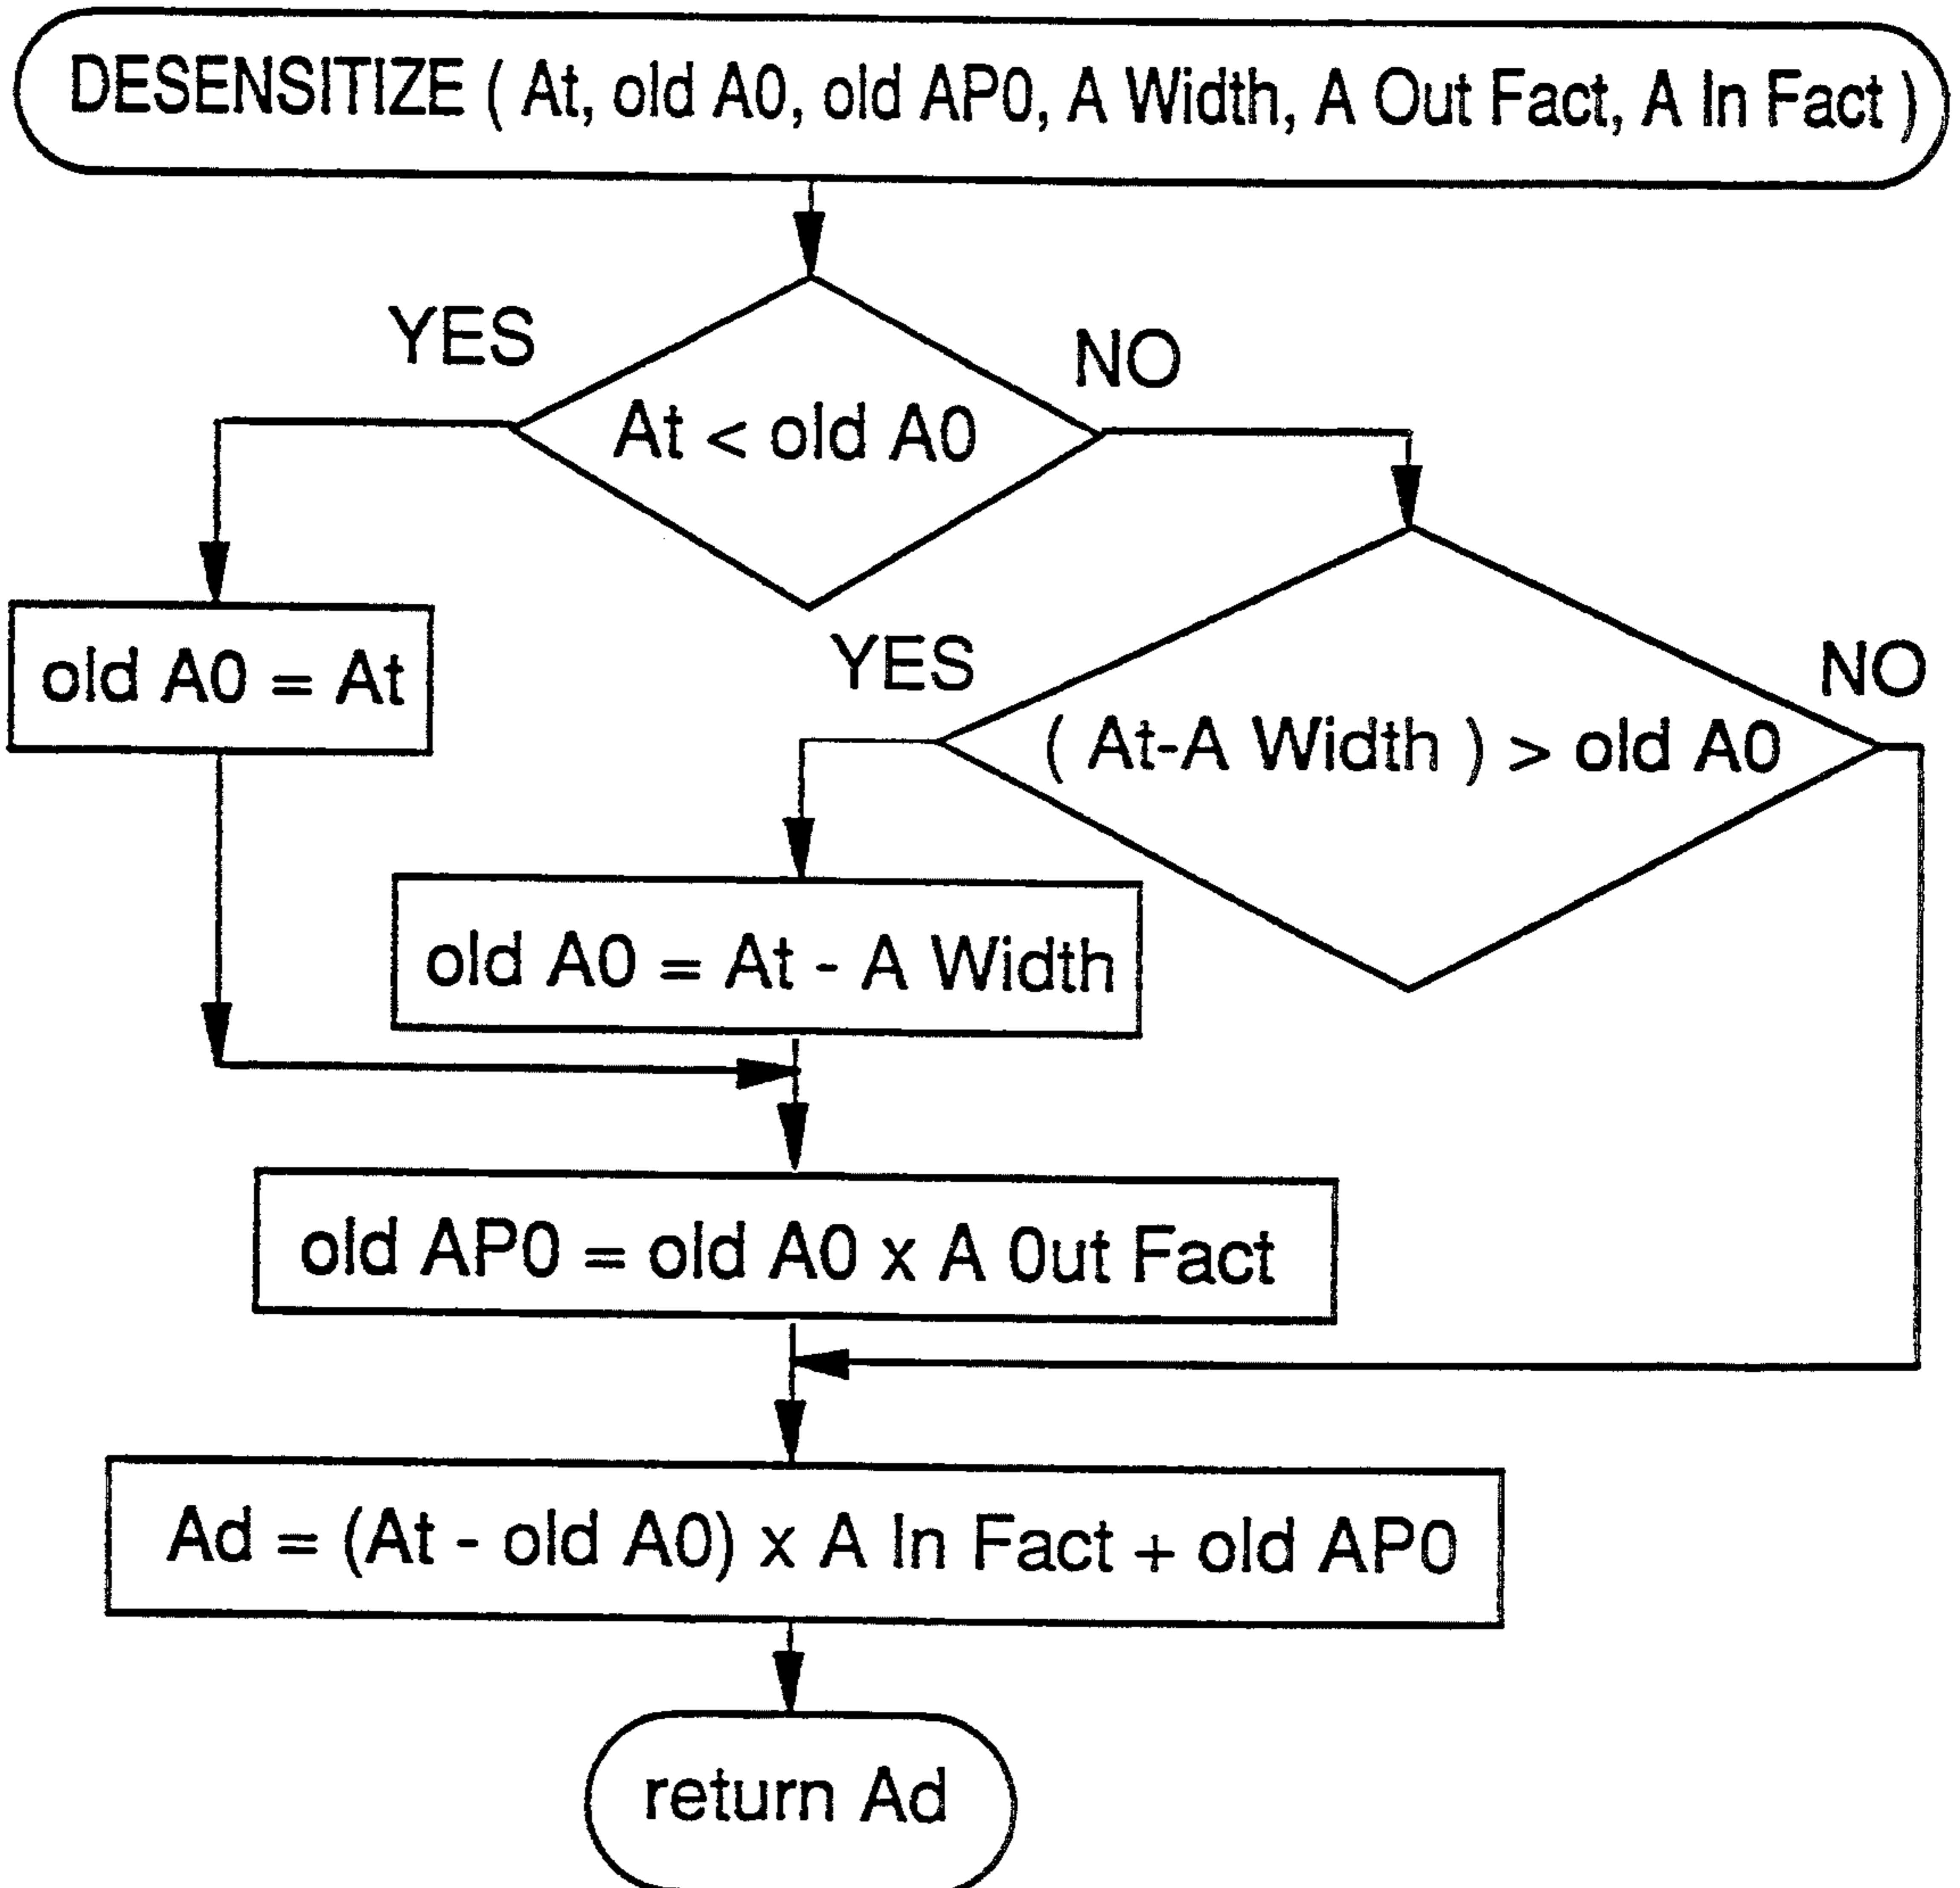 DESENSITIZE ( At, old A0, old AP0, A Width, A Out Fact, A In Fact )
YES
NO
At < old A0
old A0 = At
YES
NO
( At-A Width ) > old A0
old A0 = At - A Width
old AP0 = old A0 x A 0ut Fact
Ad = (At - old A0) x A In Fact + old AP0
return Ad